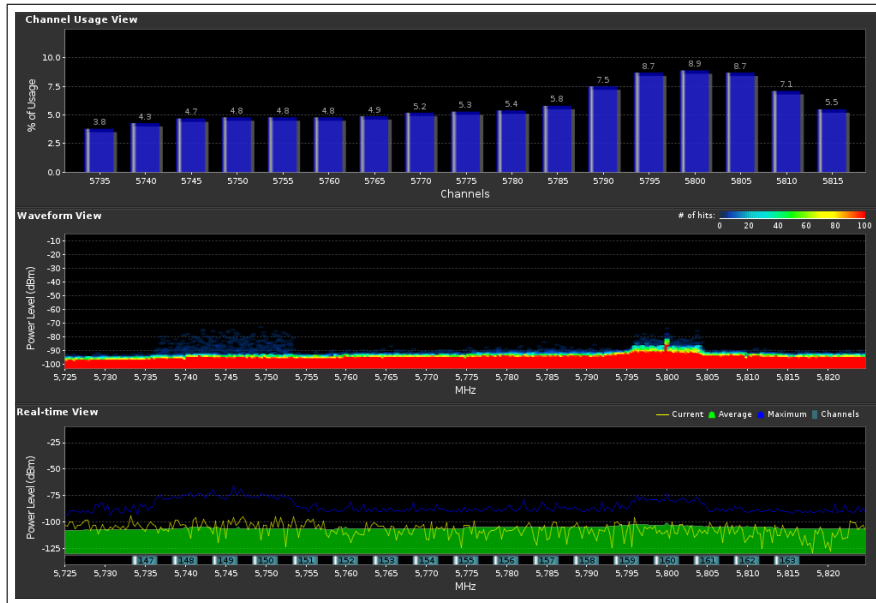 Channel Usage View
10.0
7.5
5.0
2.5
0.0
% of Usage
3.8 4.3 4.7 4.8 4.8 4.8 4.9 5.2 5.3 5.4 5.8 7.5 8.7 8.9 8.7 7.1 5.5
5735 5740 5745 5750 5755 5760 5765 5770 5775 5780 5785 5790 5795 5800 5805 5810 5815
Channels
Waveform View
# of hits: 0 20 40 60 80 100
-10
-20
-30
-40
-50
-60
-70
-80
-90
-100
Power Level (dBm)
5,725 5,730 5,735 5,740 5,745 5,750 5,755 5,760 5,765 5,770 5,775 5,780 5,785 5,790 5,795 5,800 5,805 5,810 5,815 5,820
MHz
Real-time View
Current Average Maximum Channels
-25
-50
-75
-100
-125
Power Level (dBm)
147 148 149 150 151 152 153 154 155 156 157 158 159 160 161 162 163
5,725 5,730 5,735 5,740 5,745 5,750 5,755 5,760 5,765 5,770 5,775 5,780 5,785 5,790 5,795 5,800 5,805 5,810 5,815 5,820
MHz